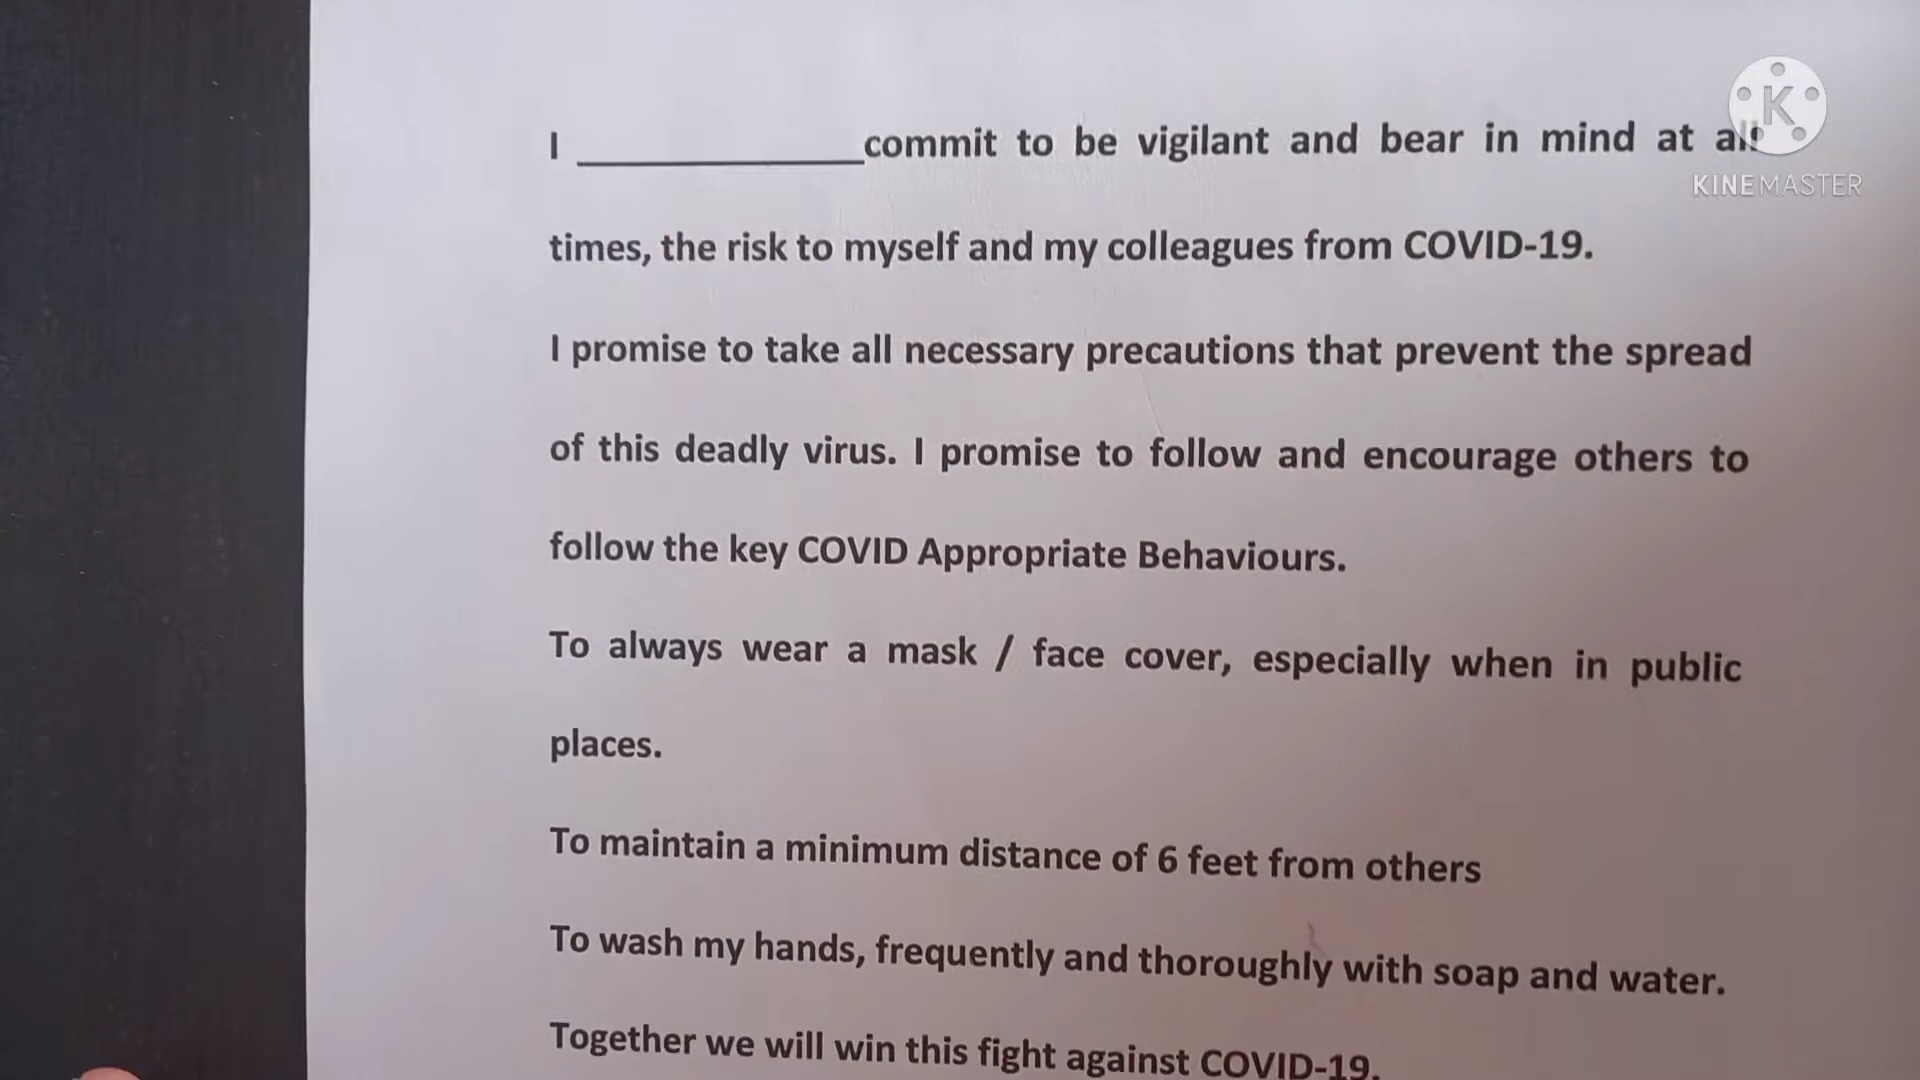 I ______________commit to be vigilant and bear in mind at all
times, the risk to myself and my colleagues from COVID-19.
I promise to take all necessary precautions that prevent the spread
of this deadly virus. I promise to follow and encourage others to
follow the key COVID Appropriate Behaviours.
To always wear a mask / face cover, especially when in public
places.
To maintain a minimum distance of 6 feet from others
To wash my hands, frequently and thoroughly with soap and water.
Together we will win this fight against COVID-19.
K
KINEMASTER